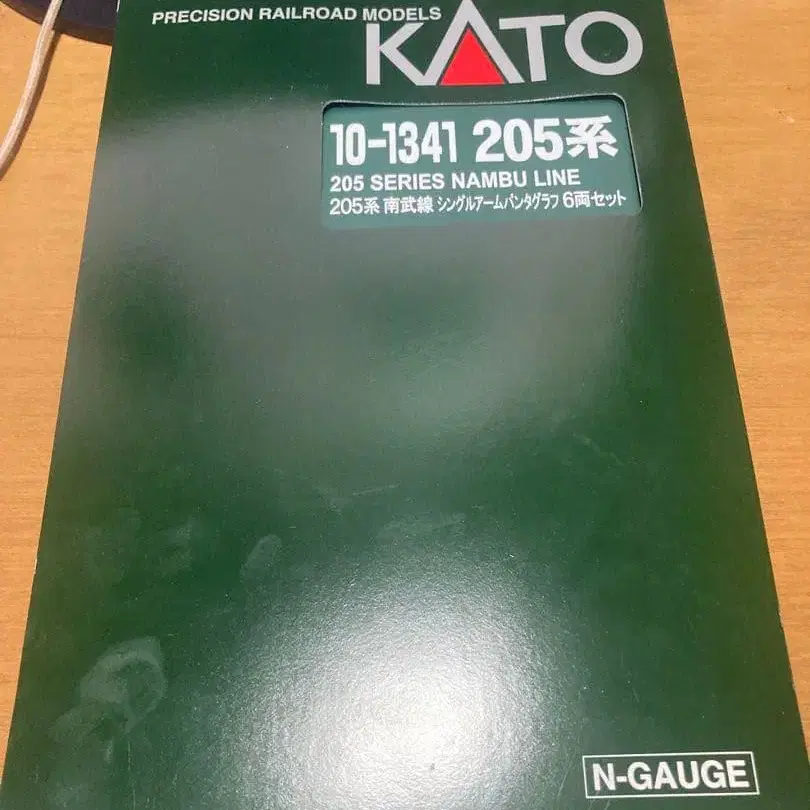 PRECISION RAILROAD MODELS
KATO
10-1341 205系
205 SERIES NAMBU LINE
205系 南武線 シングルアームパンタグラフ 6両セット
N-GAUGE